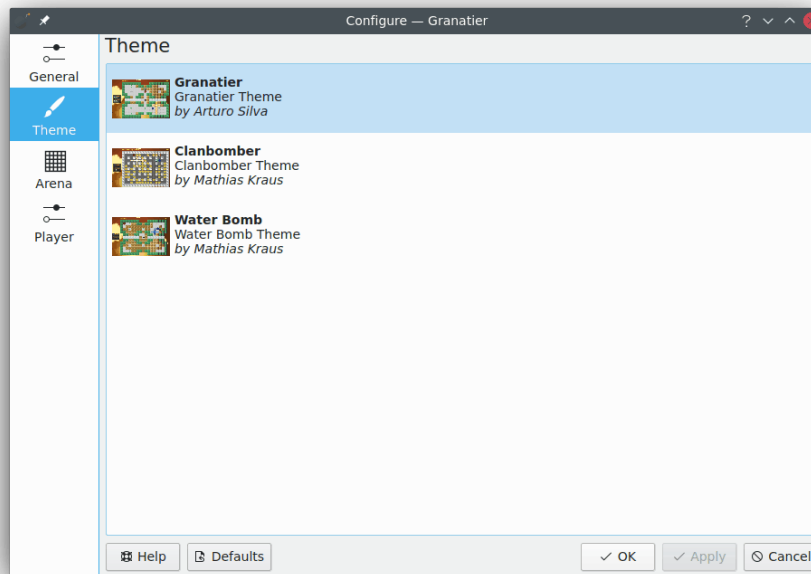 Configure — Granatier
?
General
Theme
Arena
Player
Theme
Granatier
Granatier Theme
by Arturo Silva
Clanbomber
Clanbomber Theme
by Mathias Kraus
Water Bomb
Water Bomb Theme
by Mathias Kraus
Help
Defaults
OK
Apply
Cancel